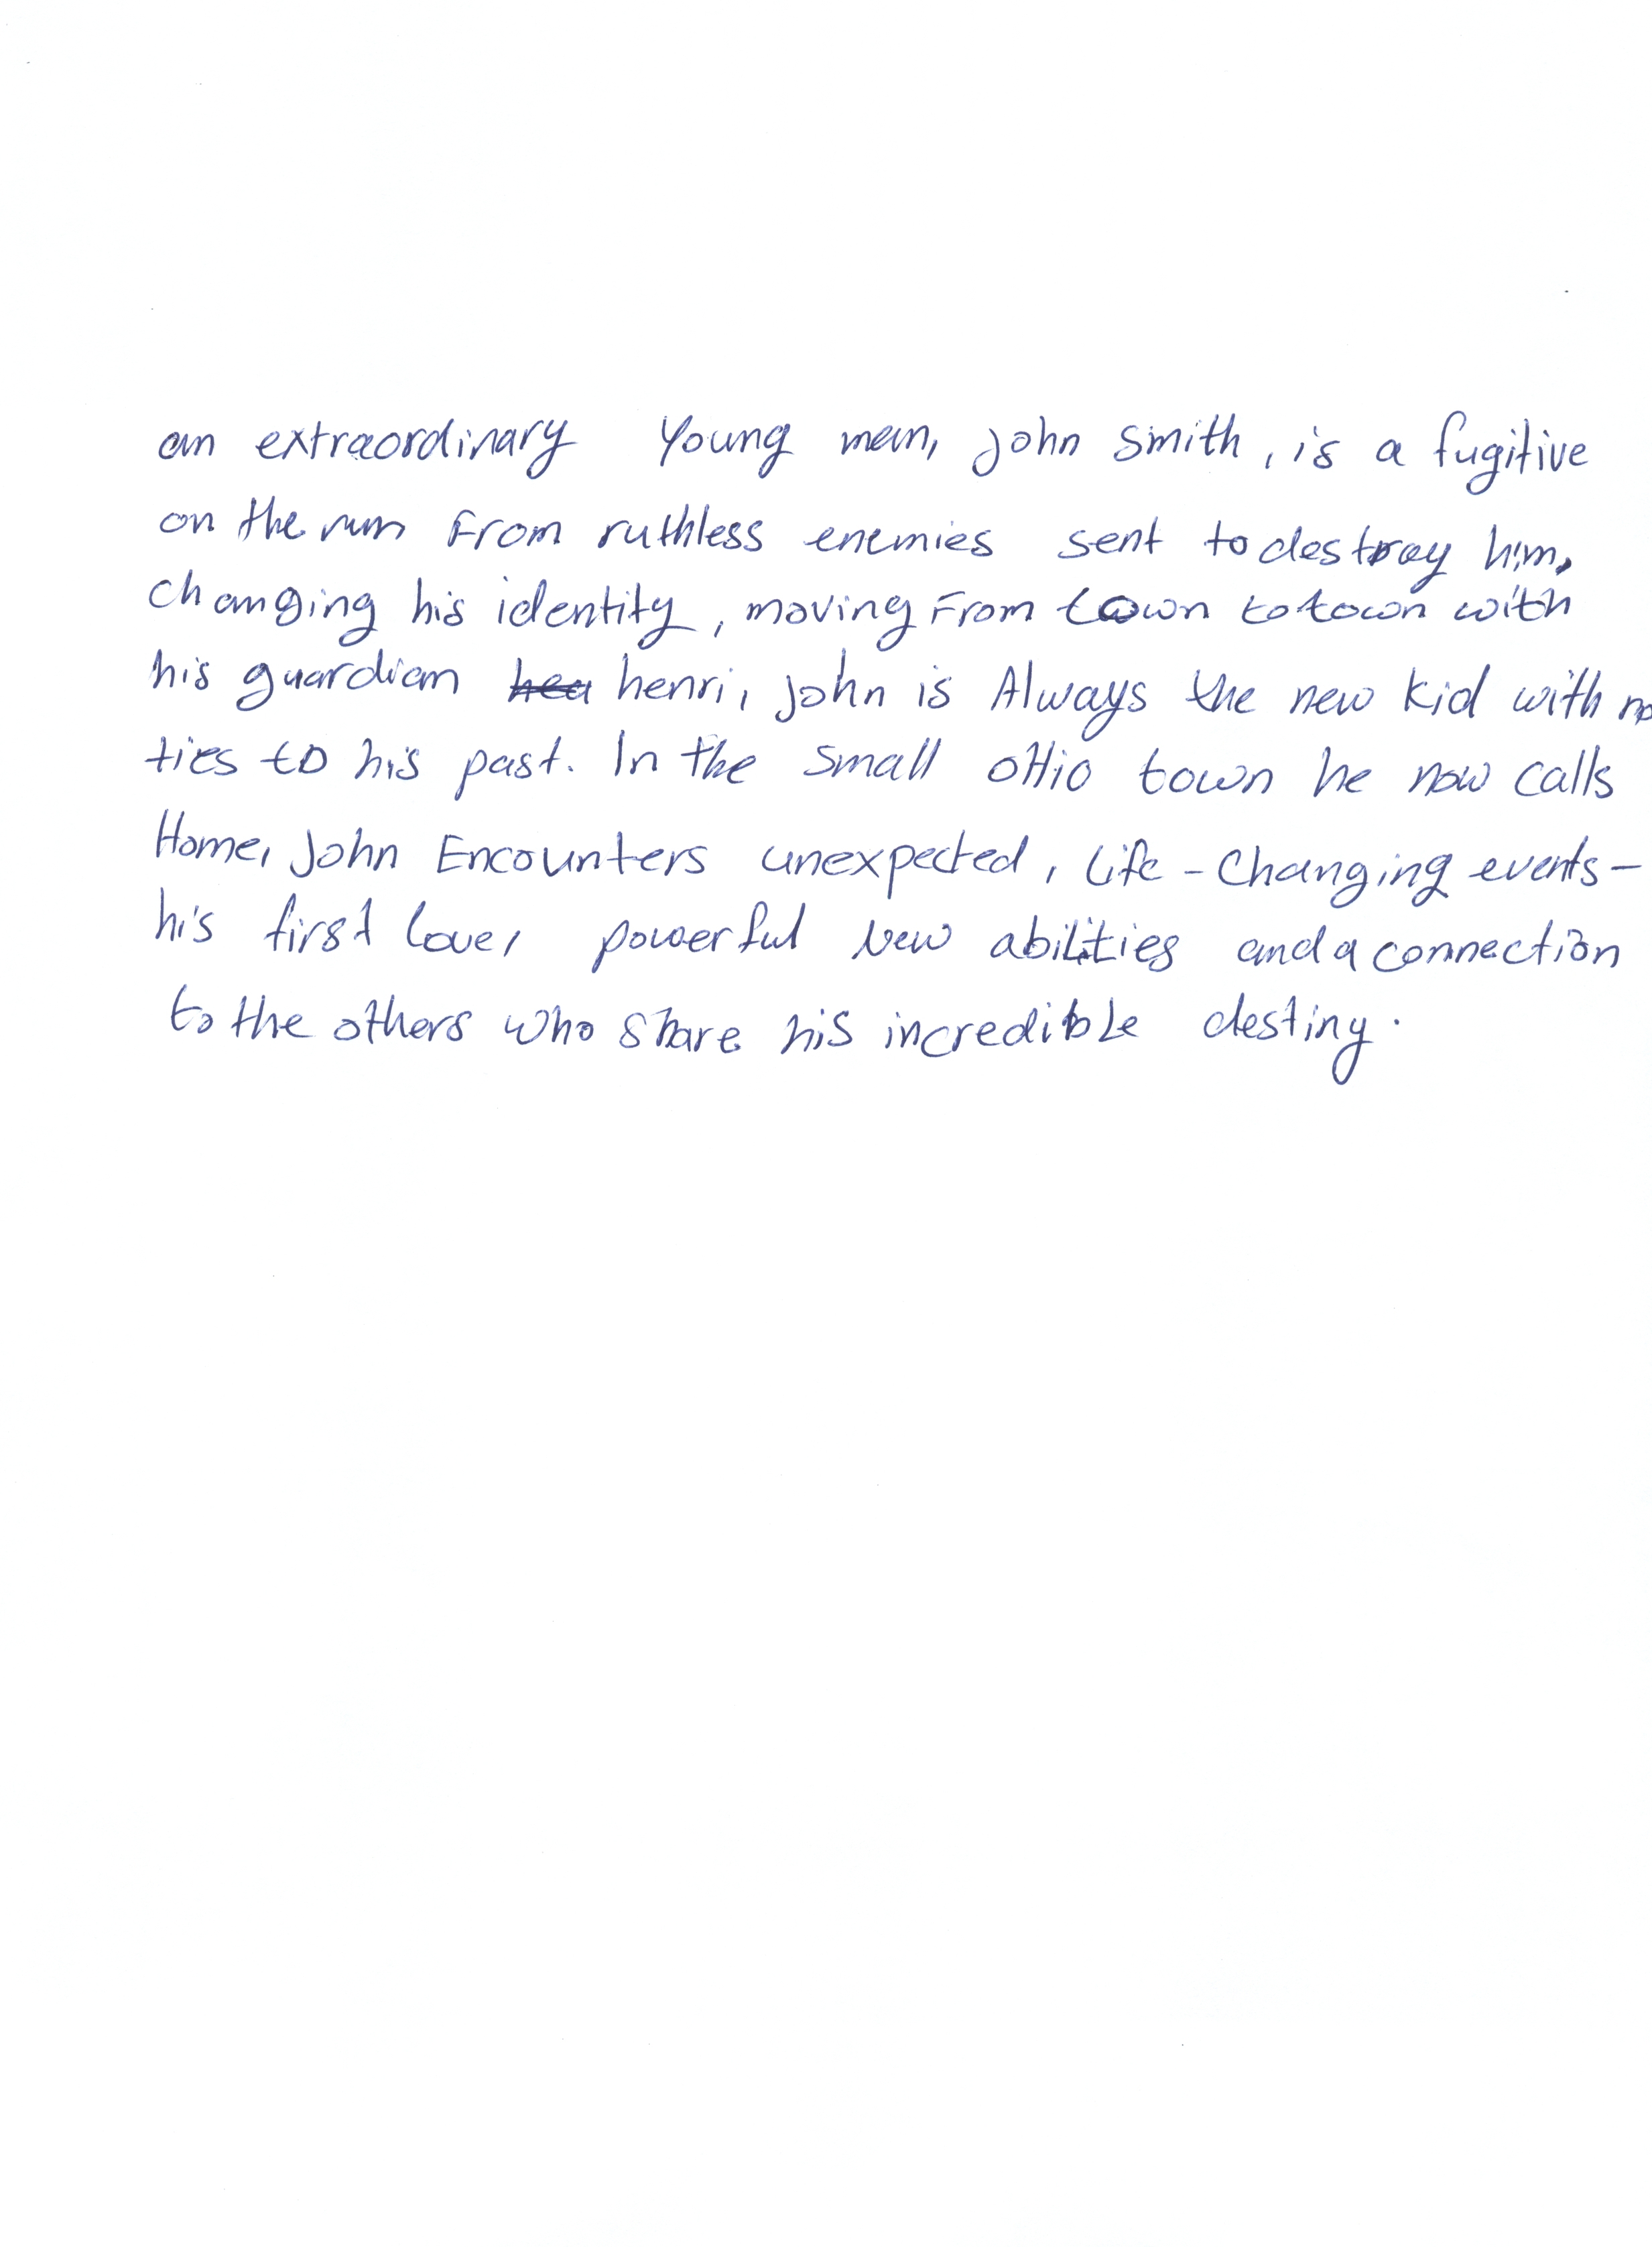 an extraordinary Young man, john smith, is a fugitive
on the run From ruthless enemies sent to destroy him.
changing his identity, moving From town to town with
his guardian hea henri, john is Always the new kid with no
ties to his past. In the small oHio town he now calls
Home, John Encounters unexpected, life - changing events -
his first love, powerful new abilities and a connection
to the others who share his incredible destiny.